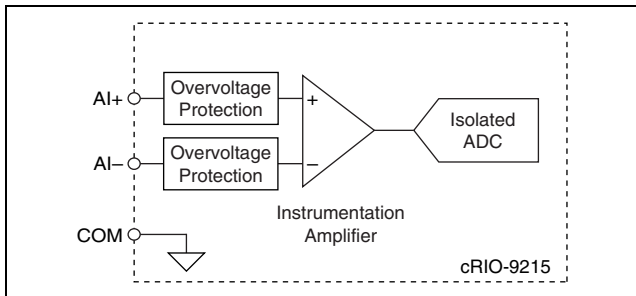 AI+
Overvoltage
Protection
+
Isolated
ADC
AI–
Overvoltage
Protection
–
Instrumentation
Amplifier
COM
cRIO-9215